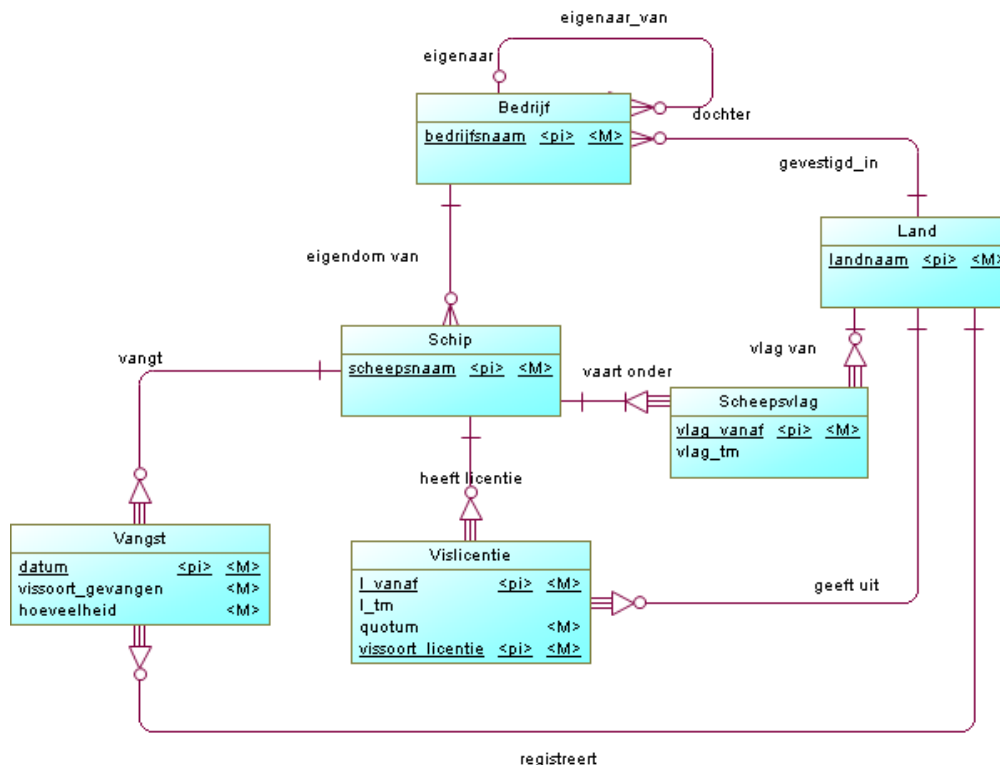 eigenaar_van
eigenaar
Bedrijf
bedrijfsnaam <pi> <M>
dochter
gevestigd_in
Land
landnaam <pi> <M>
eigendom van
Schip
scheepsnaam <pi> <M>
vangt
vlag van
vaart onder
Scheepsvlag
vlag_vanaf <pi> <M>
vlag_tm
heeft licentie
Vangst
datum <pi> <M>
vissoort_gevangen <M>
hoeveelheid <M>
Vislicentie
l_vanaf <pi> <M>
l_tm
quotum <M>
vissoort_licentie <pi> <M>
geeft uit
registreert